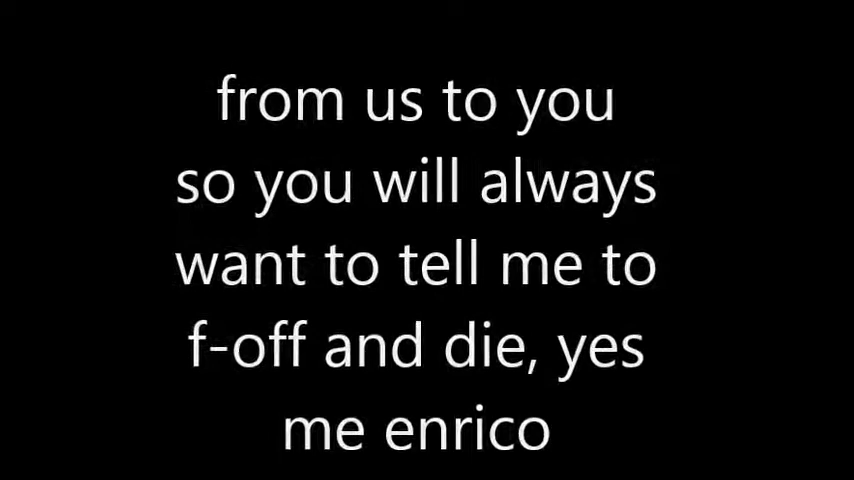 from us to you
so you will always
want to tell me to
f-off and die, yes
me enrico